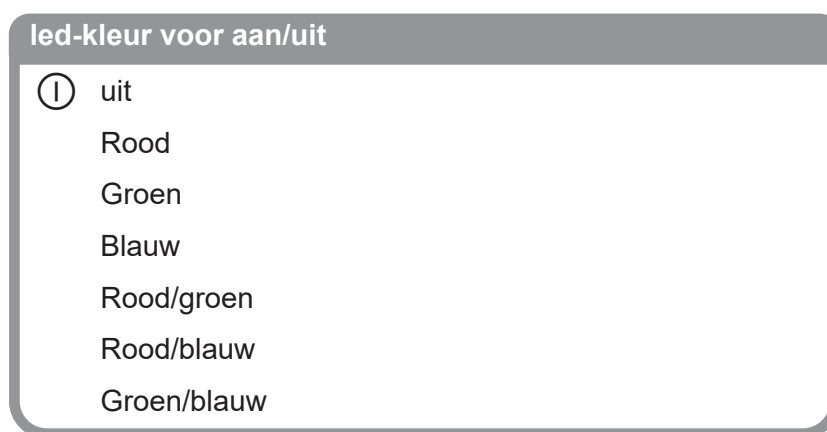 led-kleur voor aan/uit
uit
Rood
Groen
Blauw
Rood/groen
Rood/blauw
Groen/blauw